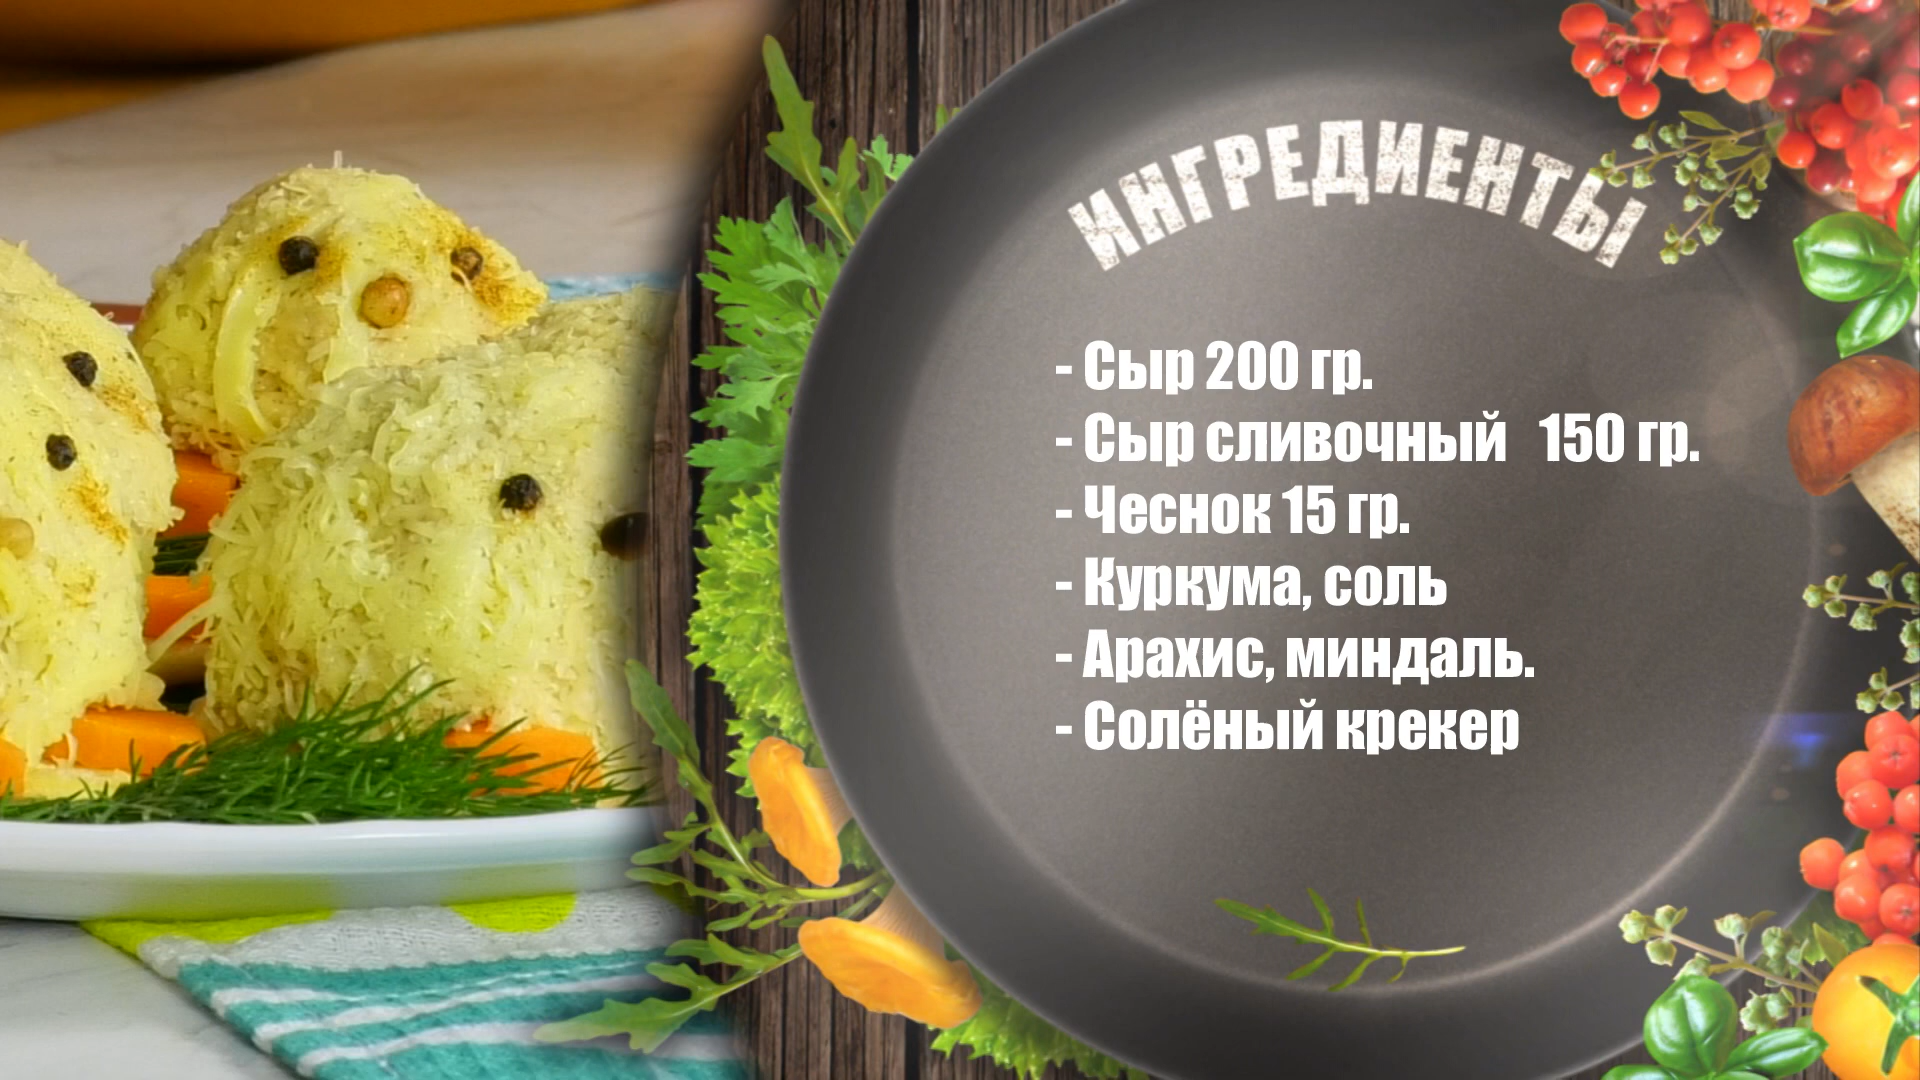 ИНГРЕДИЕНТЫ
- Сыр 200 гр.
- Сыр сливочный 150 гр.
- Чеснок 15 гр.
- Куркума, соль
- Арахис, миндаль.
- Солёный крекер